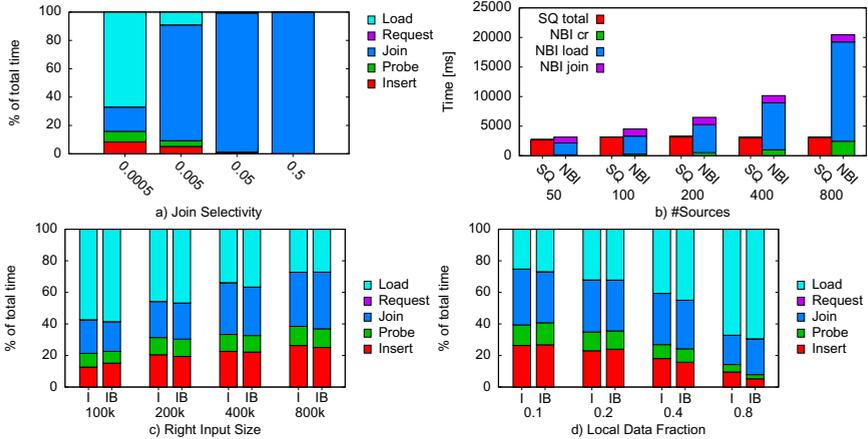 % of total time
100
80
60
40
20
0
0.0005
0.005
0.05
0.5
Load
Request
Join
Probe
Insert
a) Join Selectivity
Time [ms]
25000
20000
15000
10000
5000
0
SQ total
NBI cr
NBI load
NBI join
SQ NBI SQ NBI SQ NBI SQ NBI SQ NBI
50 100 200 400 800
b) #Sources
% of total time
100
80
60
40
20
0
I IB I IB I IB I IB
100k 200k 400k 800k
Load
Request
Join
Probe
Insert
c) Right Input Size
% of total time
100
80
60
40
20
0
I IB I IB I IB I IB
0.1 0.2 0.4 0.8
Load
Request
Join
Probe
Insert
d) Local Data Fraction